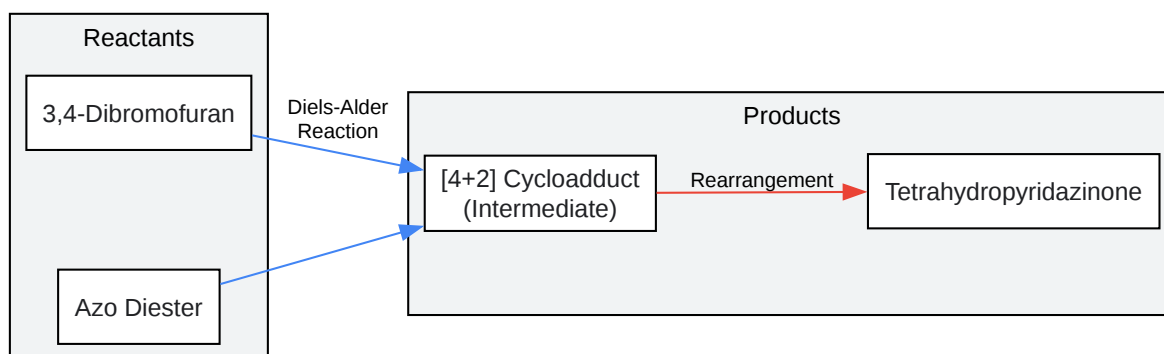 Reactants
3,4-Dibromofuran
Azo Diester
Diels-Alder
Reaction
Products
[4+2] Cycloadduct
(Intermediate)
Rearrangement
Tetrahydropyridazinone